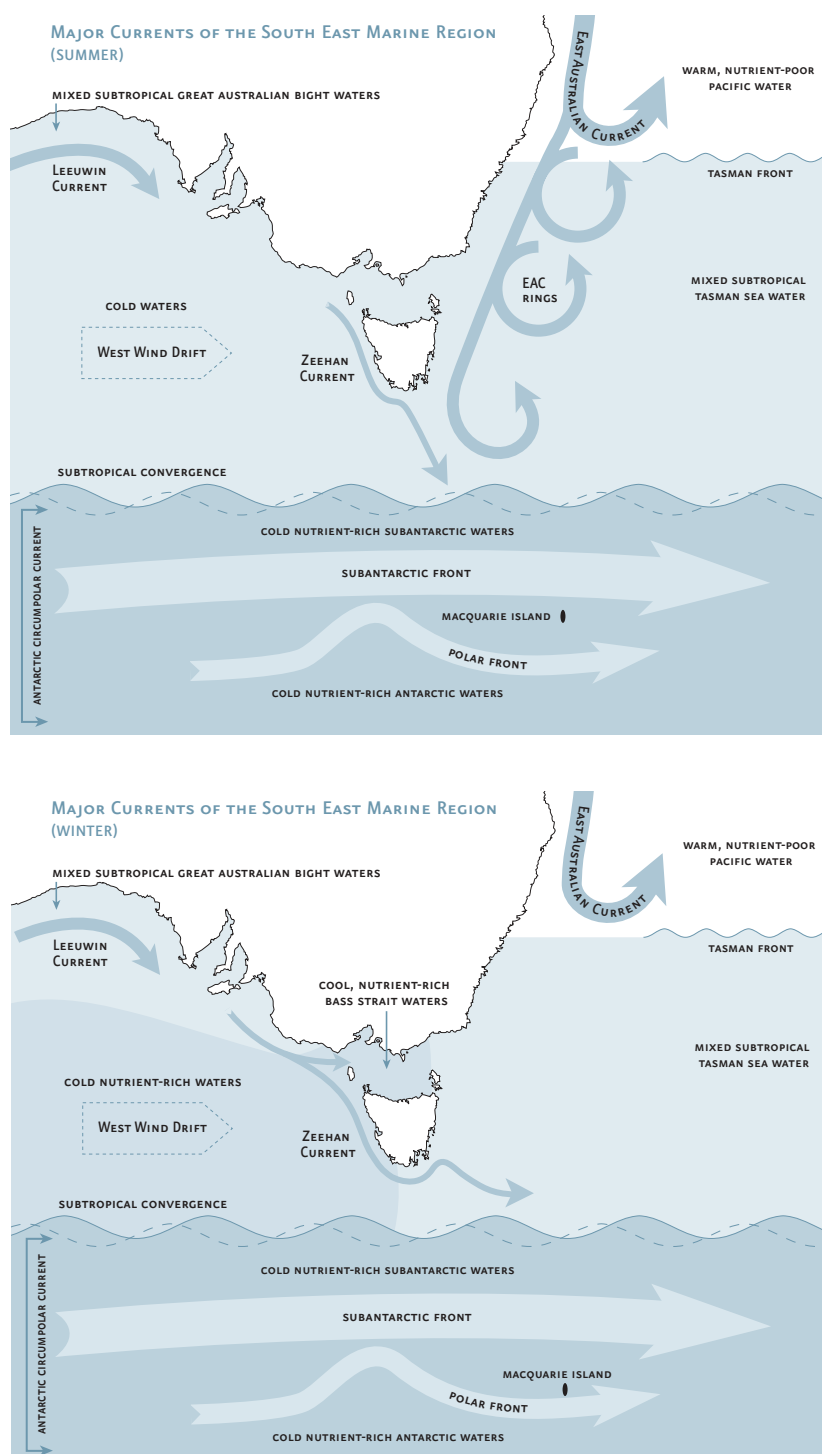 Major Currents of the South East Marine Region
(SUMMER)
MIXED SUBTROPICAL GREAT AUSTRALIAN BIGHT WATERS
East Australian Current
WARM, NUTRIENT-POOR
PACIFIC WATER
Leeuwin
Current
TASMAN FRONT
EAC
RINGS
MIXED SUBTROPICAL
TASMAN SEA WATER
COLD WATERS
West Wind Drift
Zeehan
Current
SUBTROPICAL CONVERGENCE
ANTARCTIC CIRCUMPOLAR CURRENT
COLD NUTRIENT-RICH SUBANTARCTIC WATERS
SUBANTARCTIC FRONT
MACQUARIE ISLAND
POLAR FRONT
COLD NUTRIENT-RICH ANTARCTIC WATERS
Major Currents of the South East Marine Region
(WINTER)
MIXED SUBTROPICAL GREAT AUSTRALIAN BIGHT WATERS
East Australian Current
WARM, NUTRIENT-POOR
PACIFIC WATER
Leeuwin
Current
TASMAN FRONT
COOL, NUTRIENT-RICH
BASS STRAIT WATERS
MIXED SUBTROPICAL
TASMAN SEA WATER
COLD NUTRIENT-RICH WATERS
West Wind Drift
Zeehan
Current
SUBTROPICAL CONVERGENCE
ANTARCTIC CIRCUMPOLAR CURRENT
COLD NUTRIENT-RICH SUBANTARCTIC WATERS
SUBANTARCTIC FRONT
MACQUARIE ISLAND
POLAR FRONT
COLD NUTRIENT-RICH ANTARCTIC WATERS